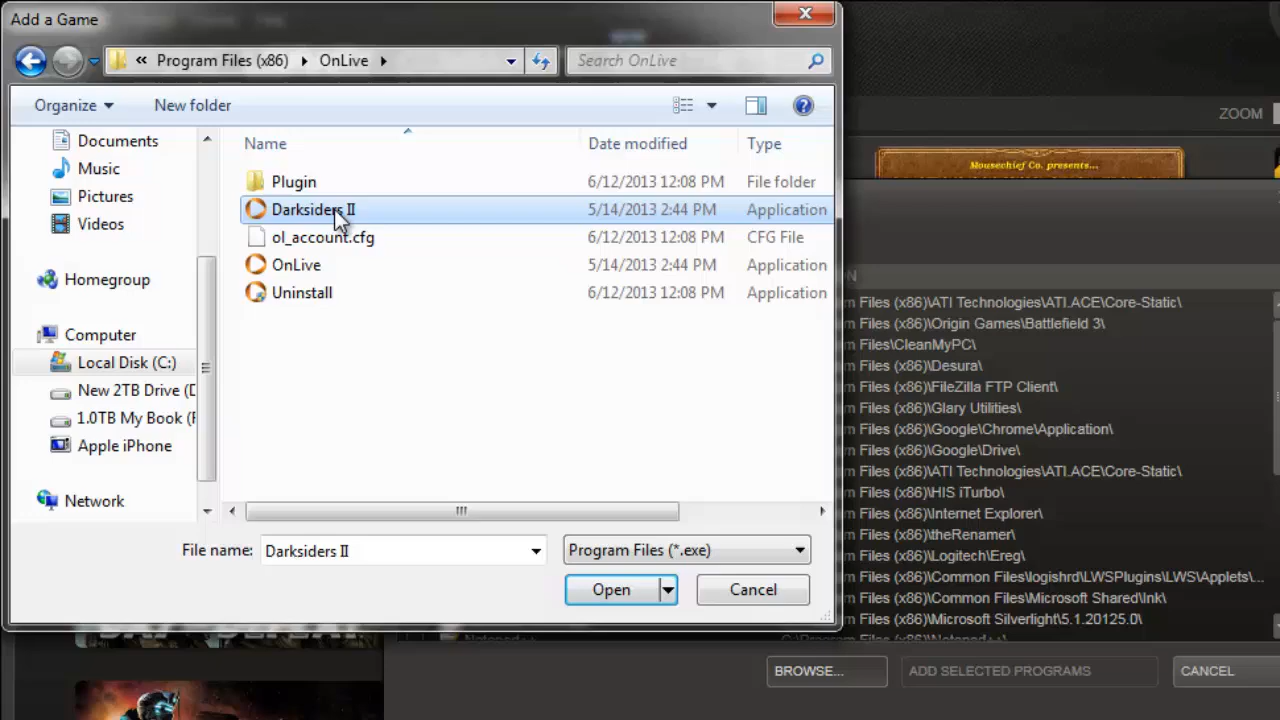 Add a Game
Program Files (x86) OnLive
Search OnLive
Organize New folder
ZOOM
Mousechief Co. presents...
Documents
Music
Pictures
Videos
Homegroup
Computer
Local Disk (C:)
New 2TB Drive (D
1.0TB My Book (F
Apple iPhone
Network
Name Date modified Type
Plugin 6/12/2013 12:08 PM File folder
Darksiders II 5/14/2013 2:44 PM Application
ol_account.cfg 6/12/2013 12:08 PM CFG File
OnLive 5/14/2013 2:44 PM Application
Uninstall 6/12/2013 12:08 PM Application
File name: Darksiders II
Program Files (*.exe)
Open
Cancel
ON
m Files (x86)\ATI Technologies\ATI.ACE\Core-Static\
m Files (x86)\Origin Games\Battlefield 3\
m Files\CleanMyPC\
m Files (x86)\Desura\
m Files (x86)\FileZilla FTP Client\
m Files (x86)\Glary Utilities\
m Files (x86)\Google\Chrome\Application\
m Files (x86)\Google\Drive\
m Files (x86)\ATI Technologies\ATI.ACE\Core-Static\
m Files (x86)\HIS iTurbo\
m Files (x86)\Internet Explorer\
m Files (x86)\theRenamer\
m Files (x86)\Logitech\Ereg\
m Files (x86)\Common Files\logishrd\LWSPlugins\LWS\Applets\...
m Files (x86)\Common Files\Microsoft Shared\Ink\
m Files (x86)\Microsoft Silverlight\5.1.20125.0\
Notepad++ C:\Program Files (x86)\Notepad++\
BROWSE...
ADD SELECTED PROGRAMS
CANCEL